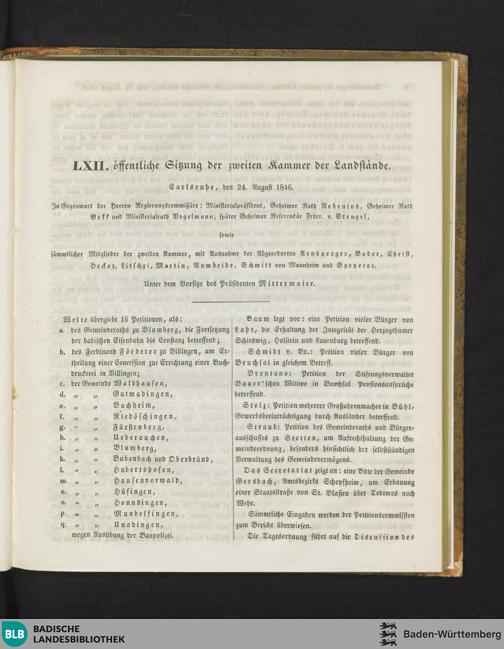 LXII. öffentliche Sitzung der zweiten Kammer der Landstände.
Carlsruhe, den 24. August 1846.
In Gegenwart der Herren Regierungscommissäre: Ministerialpräsident, Geheimer Rath Nebenius, Geheimer Rath
Bekk und Ministerialrath Vogelmann; später Geheimer Referendär Frhr. v. Stengel,
sowie
sämmtlicher Mitglieder der zweiten Kammer, mit Ausnahme der Abgeordneten Arnsperger, Bader, Christ,
Hecker, Litschgi, Martin, Rombride, Schmitt von Mannheim und Speyerer.
Unter dem Vorsitze des Präsidenten Mittermaier.
Welte übergibt 16 Petitionen, als:
a. des Gemeinderaths zu Blumberg, die Fortsetzung
der badischen Eisenbahn bis Constanz betreffend;
b. des Ferdinand Förderer zu Villingen, um Er-
theilung einer Concession zur Errichtung einer Buch-
druckerei in Villingen;
c. der Gemeinde Waldhausen,
d. „ „ Gutmadingen,
e. „ „ Bachheim,
f. „ „ Riedöschingen,
g. „ „ Fürstenberg,
h. „ „ Ueberauchen,
i. „ „ Blumberg,
k. „ „ Bubenbach und Oberbränd,
l. „ „ Hubertshofen,
m. „ „ Hausenvorwald,
n. „ „ Hüfingen,
o. „ „ Hondingen,
p. „ „ Mundelfingen,
q. „ „ Unadingen,
wegen Ausübung der Baupolizei.
Baum legt vor: eine Petition vieler Bürger von
Lahr, die Erhaltung der Integrität der Herzogthümer
Schleswig, Holstein und Lauenburg betreffend.
Schmidt v. Br.: Petition vieler Bürger von
Bruchsal in gleichem Betreff.
Brentano: Petition der Stiftungsverwalter
Bauer'schen Wittwe in Bruchsal Pensionsansprüche
betreffend.
Stolz: Petition mehrerer Großuhrenmacher in Bühl,
Gewerbsbeeinträchtigung durch Ausländer betreffend.
Straub: Petition des Gemeinderaths und Bürger-
ausschusses zu Stetten, um Aufrechthaltung der Ge-
meindeordnung, besonders hinsichtlich der selbstständigen
Verwaltung des Gemeindevermögens.
Das Secretariat zeigt an: eine Bitte der Gemeinde
Gersbach, Amtsbezirks Schopfheim, um Erbauung
einer Staatsstraße von St. Blasien über Todtmoos nach
Wehr.
Sämmtliche Eingaben werden der Petitionscommission
zum Bericht überwiesen.
Die Tagesordnung führt auf die Discussion des
BLB BADISCHE
LANDESBIBLIOTHEK
Baden-Württemberg